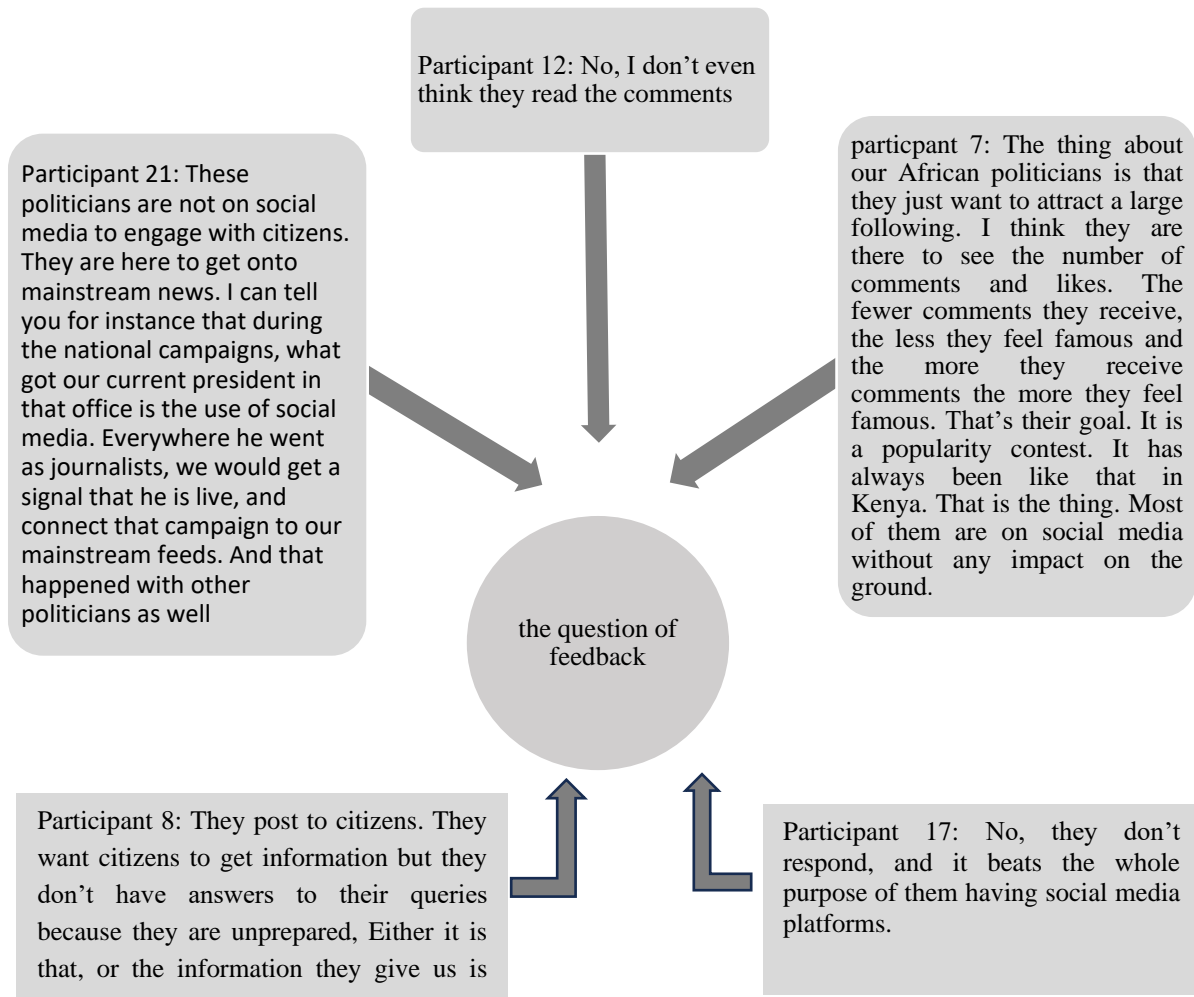 Participant 12: No, I don’t even
think they read the comments
Participant 21: These
politicians are not on social
media to engage with citizens.
They are here to get onto
mainstream news. I can tell
you for instance that during
the national campaigns, what
got our current president in
that office is the use of social
media. Everywhere he went
as journalists, we would get a
signal that he is live, and
connect that campaign to our
mainstream feeds. And that
happened with other
politicians as well
particpant 7: The thing about
our African politicians is that
they just want to attract a large
following. I think they are
there to see the number of
comments and likes. The
fewer comments they receive,
the less they feel famous and
the more they receive
comments the more they feel
famous. That’s their goal. It is
a popularity contest. It has
always been like that in
Kenya. That is the thing. Most
of them are on social media
without any impact on the
ground.
the question of
feedback
Participant 8: They post to citizens. They
want citizens to get information but they
don’t have answers to their queries
because they are unprepared, Either it is
that, or the information they give us is
Participant 17: No, they don’t
respond, and it beats the whole
purpose of them having social media
platforms.